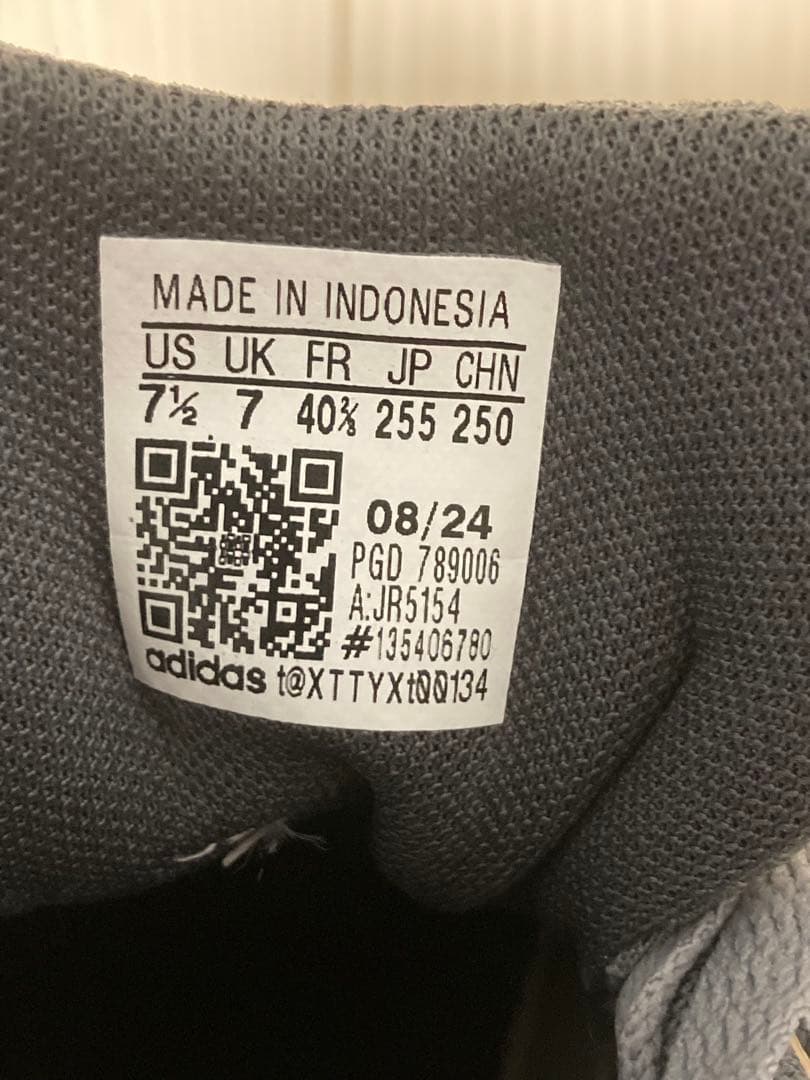 MADE IN INDONESIA
US UK FR JP CHN
7½ 7 40⅔ 255 250
08/24
PGD 789006
A:JR5154
#135406780
adidas t@XTTYXt00134